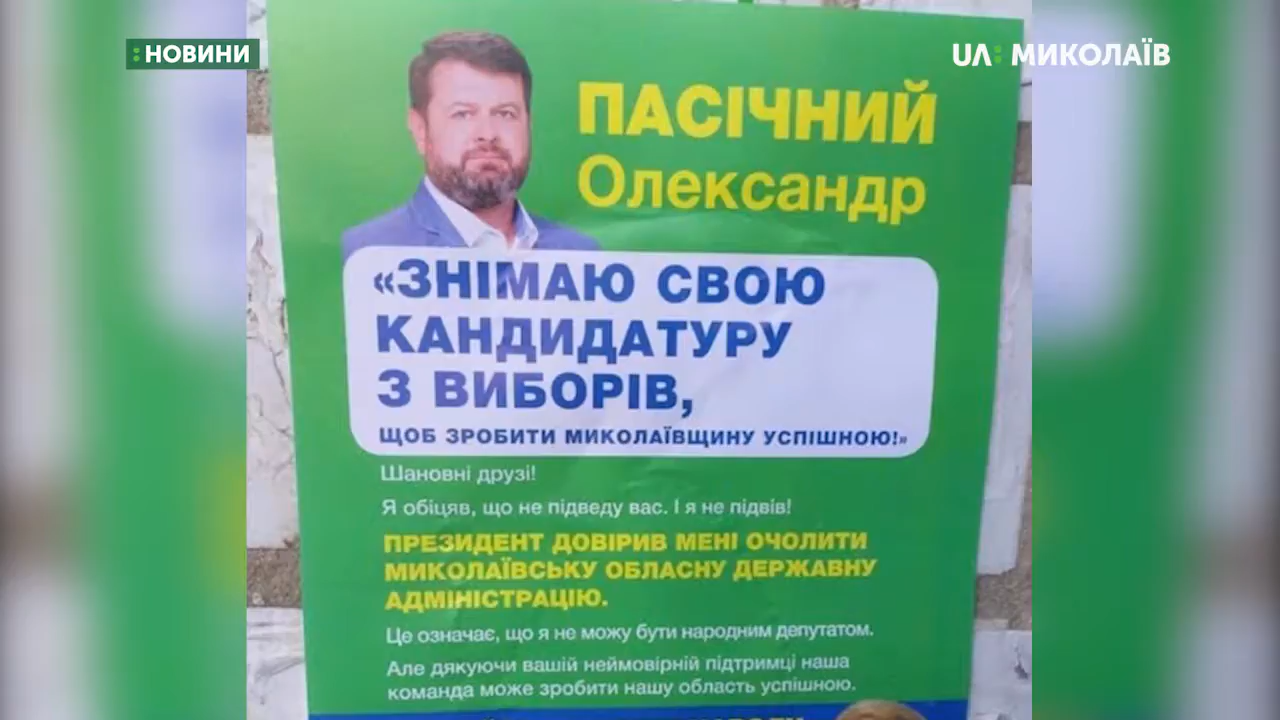 :НОВИНИ
UA: МИКОЛАЇВ
ПАСІЧНИЙ
Олександр
«ЗНІМАЮ СВОЮ
КАНДИДАТУРУ
З ВИБОРІВ,
ЩОБ ЗРОБИТИ МИКОЛАЇВЩИНУ УСПІШНОЮ!»
Шановні друзі!
Я обіцяв, що не підведу вас. І я не підвів!
ПРЕЗИДЕНТ ДОВІРИВ МЕНІ ОЧОЛИТИ
МИКОЛАЇВСЬКУ ОБЛАСНУ ДЕРЖАВНУ
АДМІНІСТРАЦІЮ.
Це означає, що я не можу бути народним депутатом.
Але дякуючи вашій неймовірній підтримці наша
команда може зробити нашу область успішною.